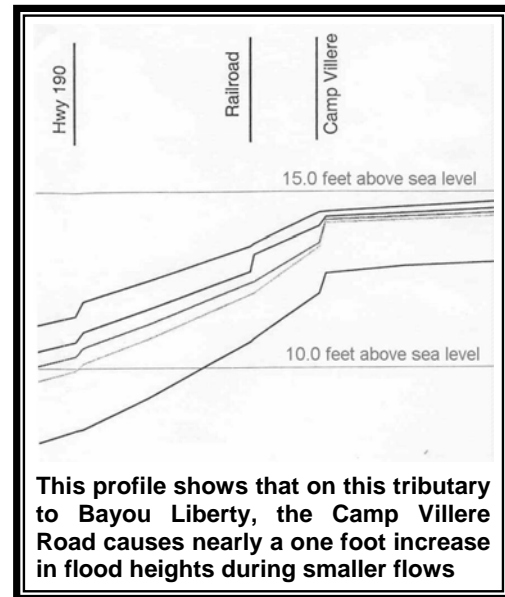 Hwy 190
Railroad
Camp Villere
15.0 feet above sea level
10.0 feet above sea level
This profile shows that on this tributary
to Bayou Liberty, the Camp Villere
Road causes nearly a one foot increase
in flood heights during smaller flows